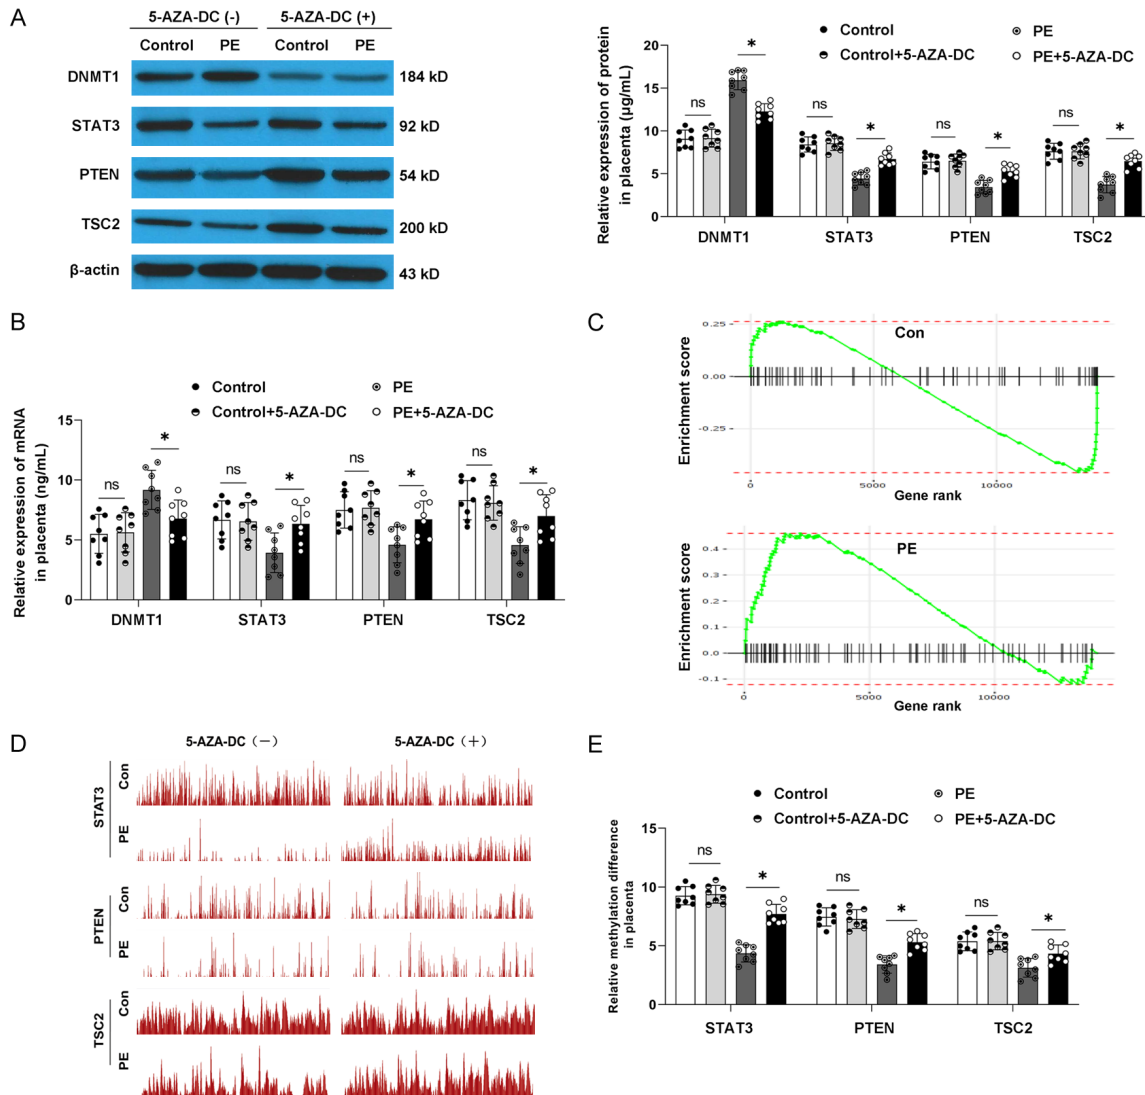 A
5-AZA-DC (-) 5-AZA-DC (+)
Control PE Control PE
DNMT1 184 kD
STAT3 92 kD
PTEN 54 kD
TSC2 200 kD
β-actin 43 kD
Control PE
Control+5-AZA-DC PE+5-AZA-DC
Relative expression of protein
in placenta (μg/mL)
20
15
10
5
0
ns * ns * ns * ns *
DNMT1 STAT3 PTEN TSC2
B
Control PE
Control+5-AZA-DC PE+5-AZA-DC
Relative expression of mRNA
in placenta (ng/mL)
15
10
5
0
ns * ns * ns * ns *
DNMT1 STAT3 PTEN TSC2
C
Con
Enrichment score
0.25
0.00
-0.25
0 5000 10000
Gene rank
PE
Enrichment score
0.4
0.3
0.2
0.1
0.0
-0.1
0 5000 10000
Gene rank
D
5-AZA-DC (－) 5-AZA-DC (＋)
STAT3
Con
PE
PTEN
Con
PE
TSC2
Con
PE
E
Control PE
Control+5-AZA-DC PE+5-AZA-DC
Relative methylation difference
in placenta
15
10
5
0
ns * ns * ns *
STAT3 PTEN TSC2